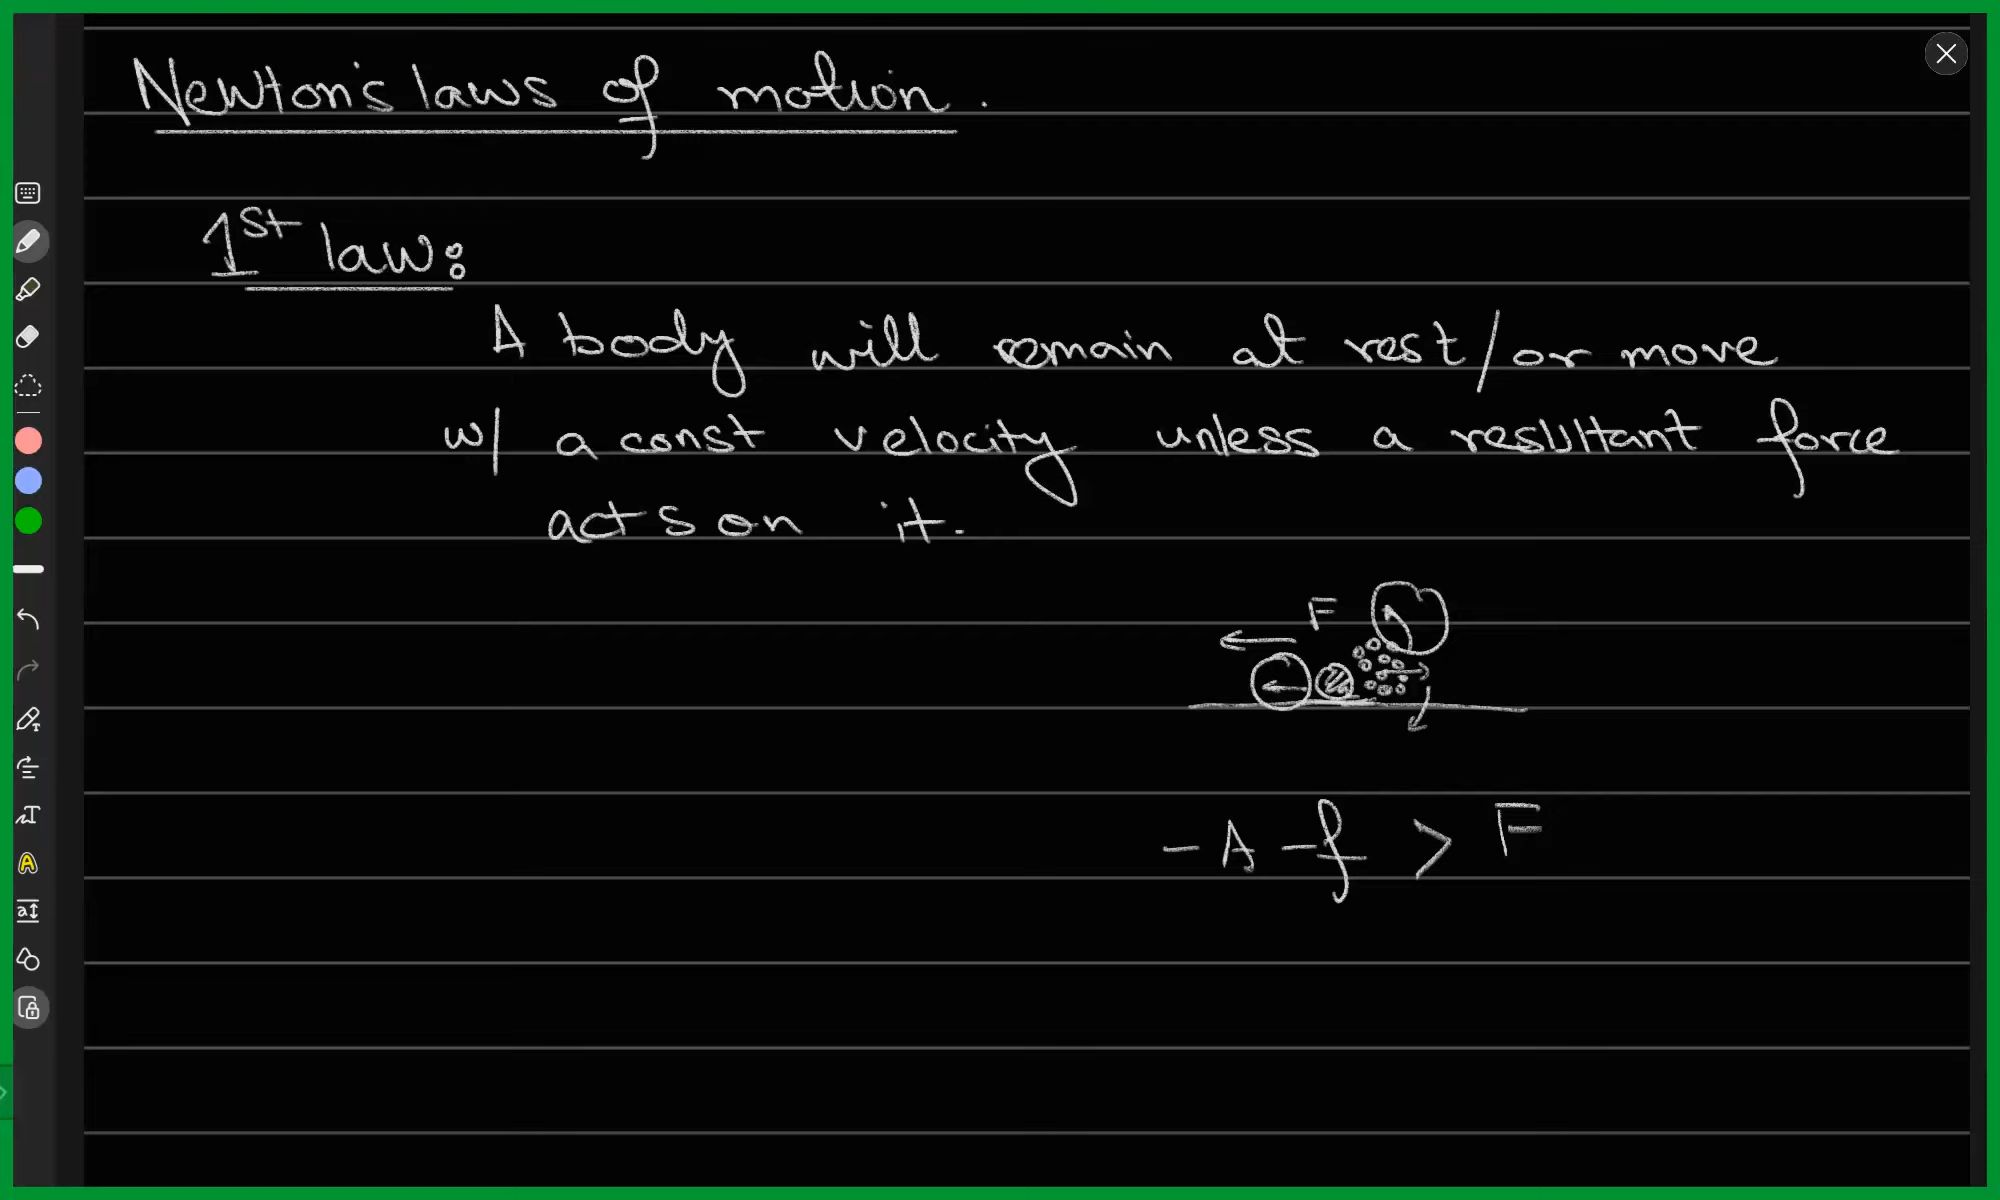 Newton's laws of motion.
1st law:
A body will remain at rest/or move
w/ a const velocity unless a resultant force
acts on it.
F
-A -f > F